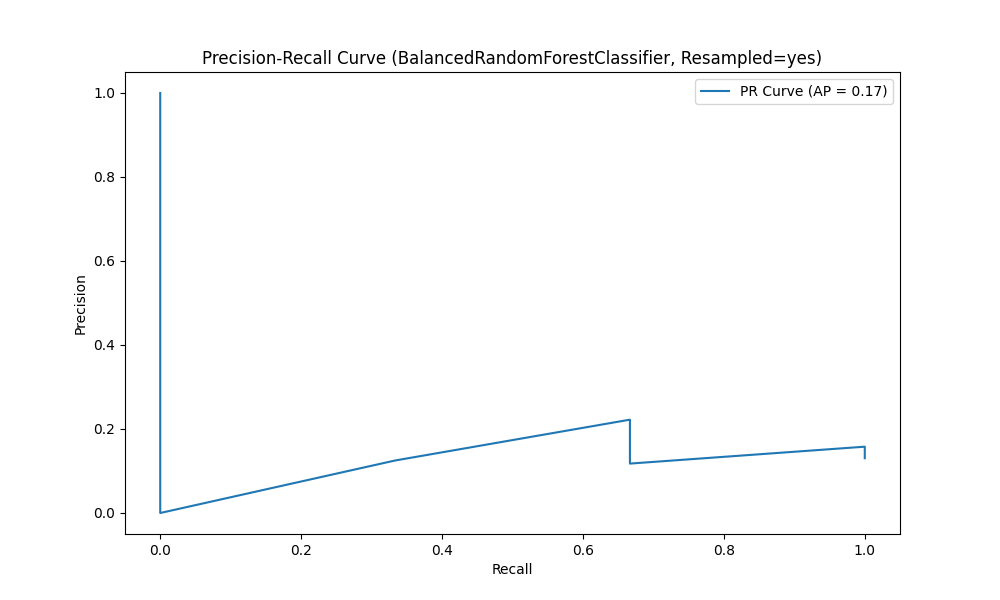 Precision-Recall Curve (BalancedRandomForestClassifier, Resampled=yes)
PR Curve (AP = 0.17)
1.0
0.8
0.6
0.4
0.2
0.0
Precision
0.0 0.2 0.4 0.6 0.8 1.0
Recall